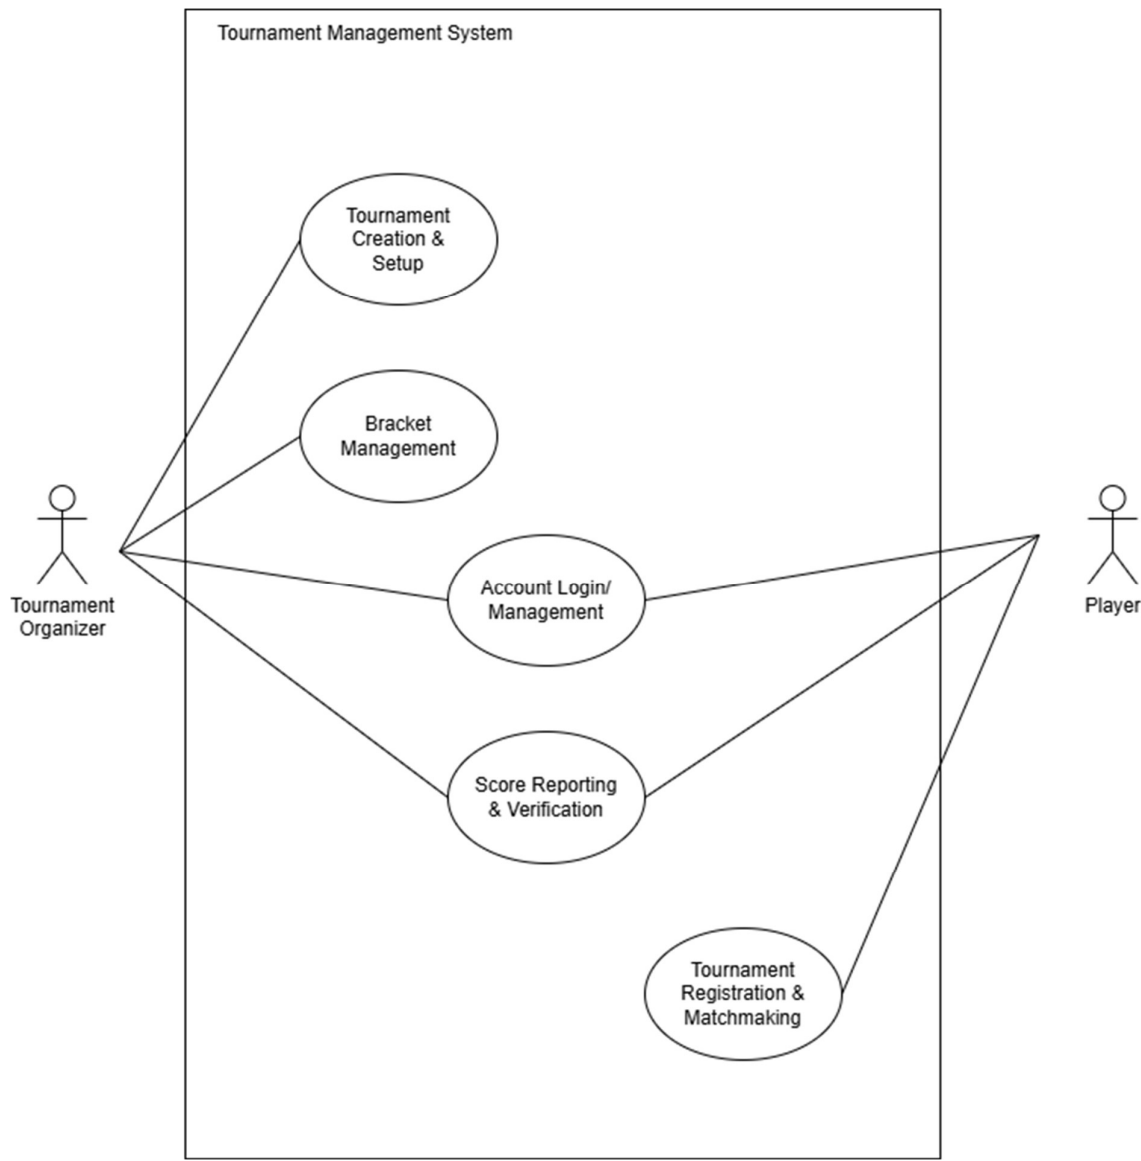 Tournament Management System
Tournament
Creation &
Setup
Bracket
Management
Tournament
Organizer
Account Login/
Management
Player
Score Reporting
& Verification
Tournament
Registration &
Matchmaking